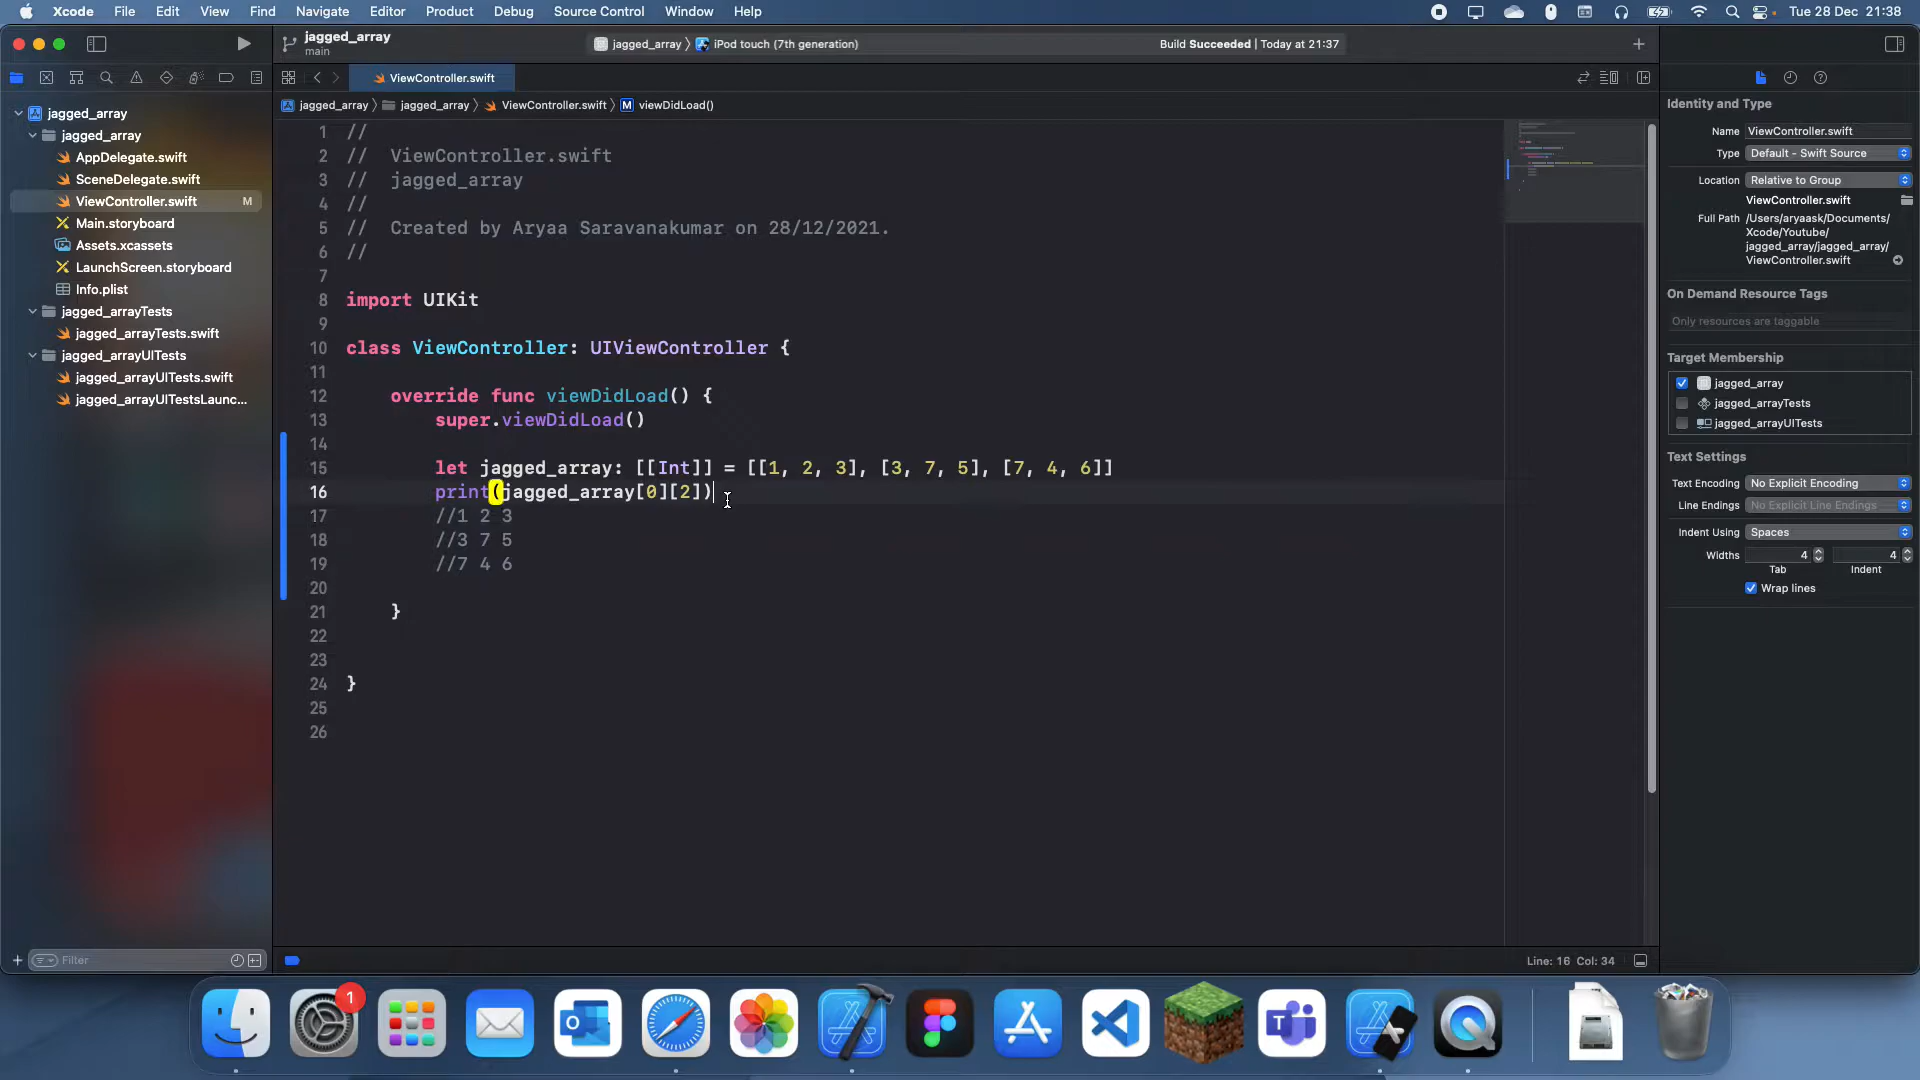 Xcode File Edit View Find Navigate Editor Product Debug Source Control Window Help
Tue 28 Dec 21:38
jagged_array
main
jagged_array
iPod touch (7th generation)
Build Succeeded | Today at 21:37
ViewController.swift
jagged_array
jagged_array
ViewController.swift
M viewDidLoad()
jagged_array
jagged_array
AppDelegate.swift
SceneDelegate.swift
ViewController.swift M
Main.storyboard
Assets.xcassets
LaunchScreen.storyboard
Info.plist
jagged_arrayTests
jagged_arrayTests.swift
jagged_arrayUITests
jagged_arrayUITests.swift
jagged_arrayUITestsLaunc...
Filter
1 //
2 // ViewController.swift
3 // jagged_array
4 //
5 // Created by Aryaa Saravanakumar on 28/12/2021.
6 //
7
8 import UIKit
9
10 class ViewController: UIViewController {
11
12 override func viewDidLoad() {
13 super.viewDidLoad()
14
15 let jagged_array: [[Int]] = [[1, 2, 3], [3, 7, 5], [7, 4, 6]]
16 print(jagged_array[0][2])
17 //1 2 3
18 //3 7 5
19 //7 4 6
20
21 }
22
23
24 }
25
26
Line: 16 Col: 34
Identity and Type
Name ViewController.swift
Type Default - Swift Source
Location Relative to Group
ViewController.swift
Full Path /Users/aryaask/Documents/
Xcode/Youtube/
jagged_array/jagged_array/
ViewController.swift
On Demand Resource Tags
Only resources are taggable
Target Membership
jagged_array
jagged_arrayTests
jagged_arrayUITests
Text Settings
Text Encoding No Explicit Encoding
Line Endings No Explicit Line Endings
Indent Using Spaces
Widths 4 4
Tab Indent
Wrap lines
1